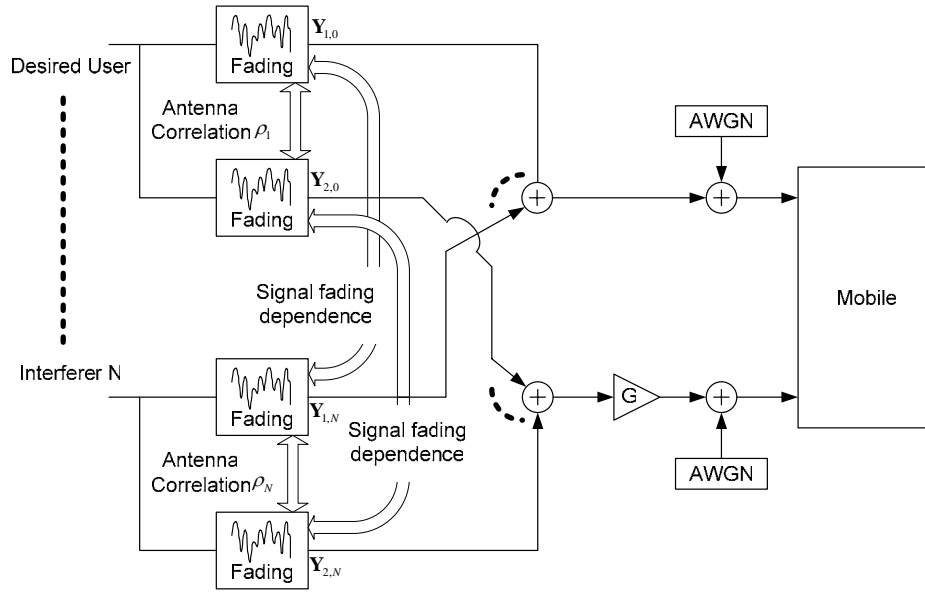 Desired User
Fading
Y1,0
Antenna
Correlation ρ1
Fading
Y2,0
Signal fading
dependence
Interferer N
Fading
Y1,N
Antenna
Correlation ρN
Signal fading
dependence
Fading
Y2,N
AWGN
+
+
Mobile
+
G
+
AWGN